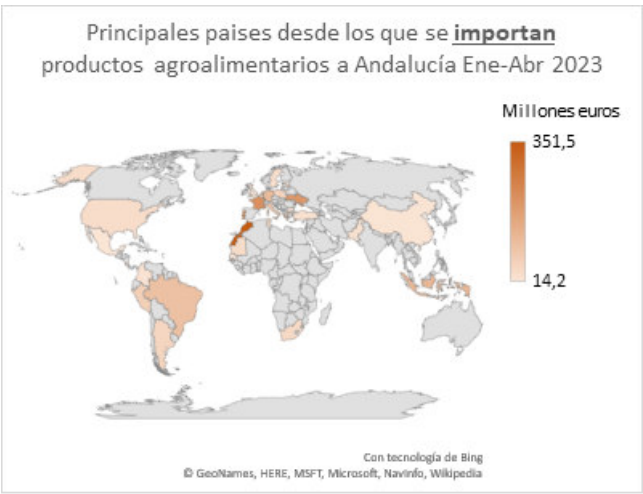 Principales paises desde los que se importan
productos agroalimentarios a Andalucía Ene-Abr 2023
Millones euros
351,5
14,2
Con tecnología de Bing
© GeoNames, HERE, MSFT, Microsoft, NavInfo, Wikipedia